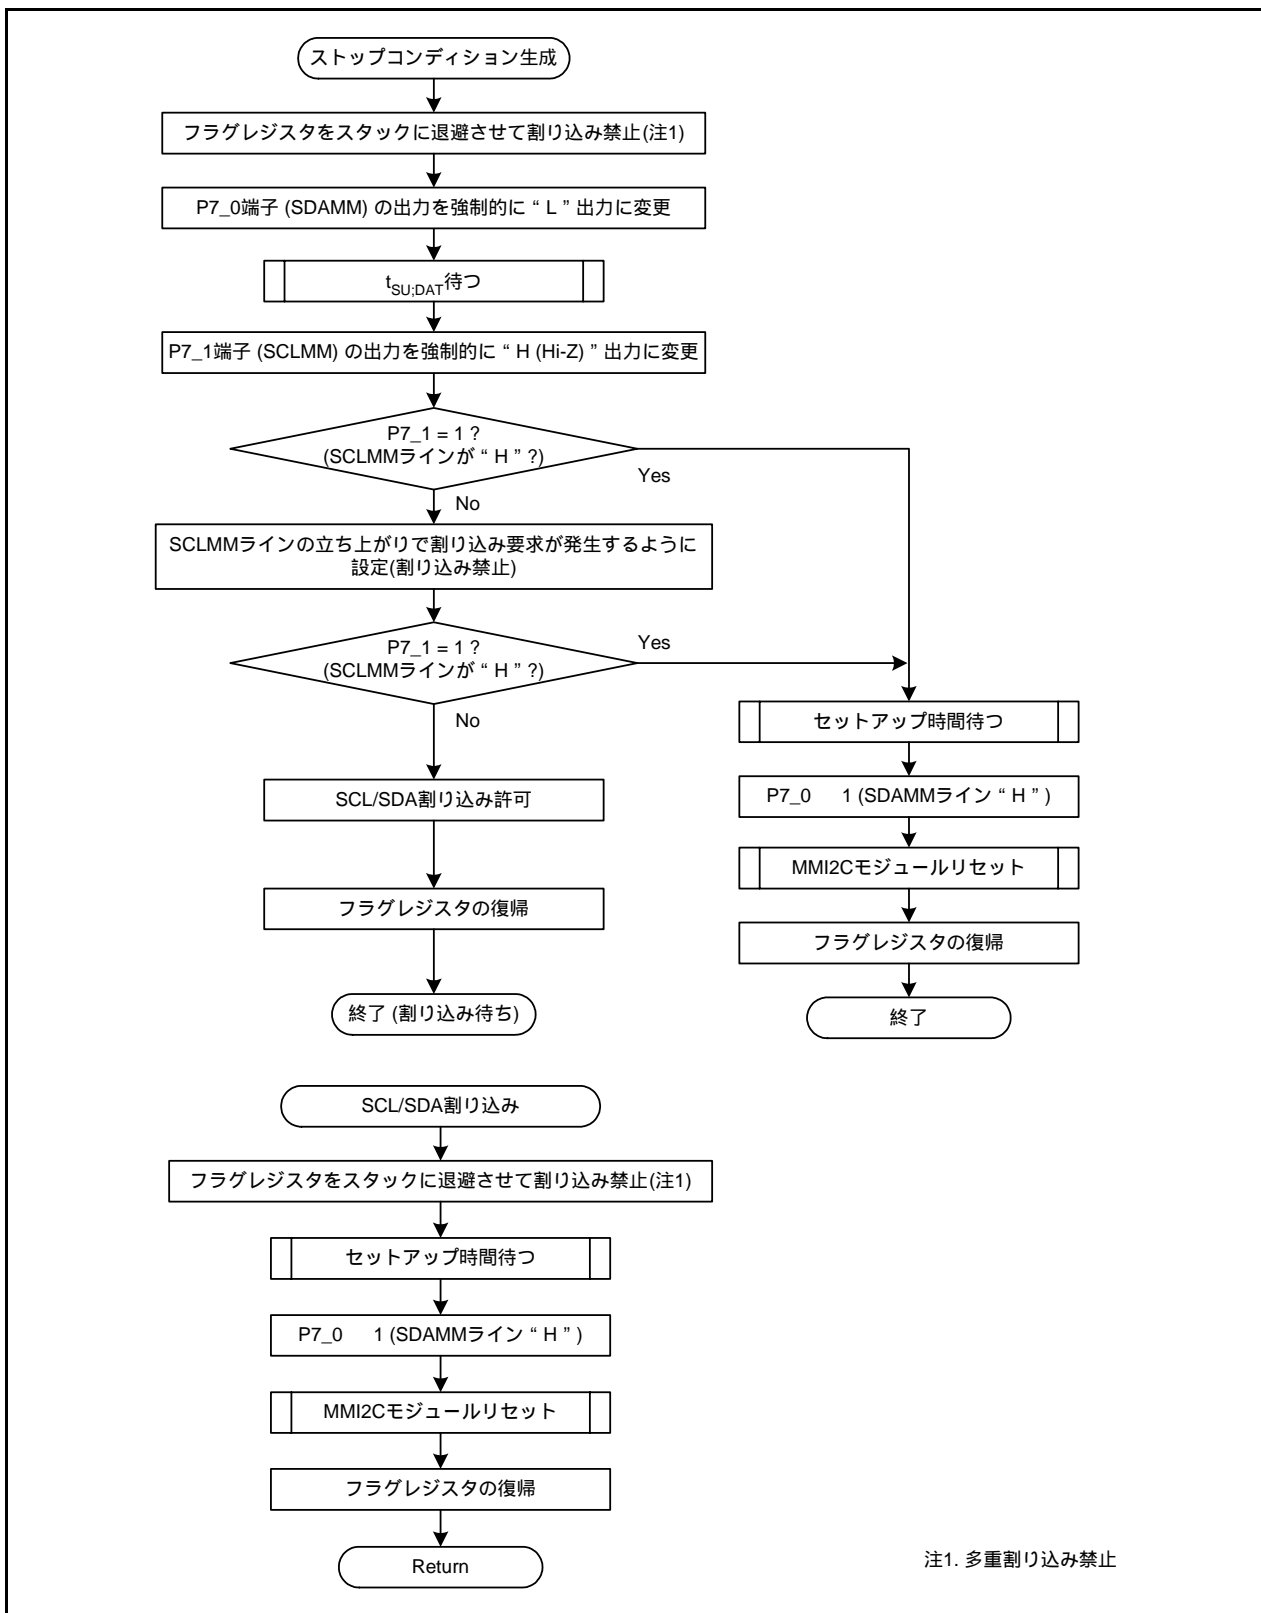 ストップコンディション生成
フラグレジスタをスタックに退避させて割り込み禁止(注1)
P7_0端子 (SDAMM) の出力を強制的に “ L ” 出力に変更
tSU;DAT待つ
P7_1端子 (SCLMM) の出力を強制的に “ H (Hi-Z) ” 出力に変更
P7_1 = 1 ?
(SCLMMラインが “ H ” ?)
Yes
No
SCLMMラインの立ち上がりで割り込み要求が発生するように
設定(割り込み禁止)
P7_1 = 1 ?
(SCLMMラインが “ H ” ?)
Yes
No
SCL/SDA割り込み許可
フラグレジスタの復帰
終了 (割り込み待ち)
セットアップ時間待つ
P7_0 1 (SDAMMライン “ H ” )
MMI2Cモジュールリセット
フラグレジスタの復帰
終了
SCL/SDA割り込み
フラグレジスタをスタックに退避させて割り込み禁止(注1)
セットアップ時間待つ
P7_0 1 (SDAMMライン “ H ” )
MMI2Cモジュールリセット
フラグレジスタの復帰
Return
注1. 多重割り込み禁止